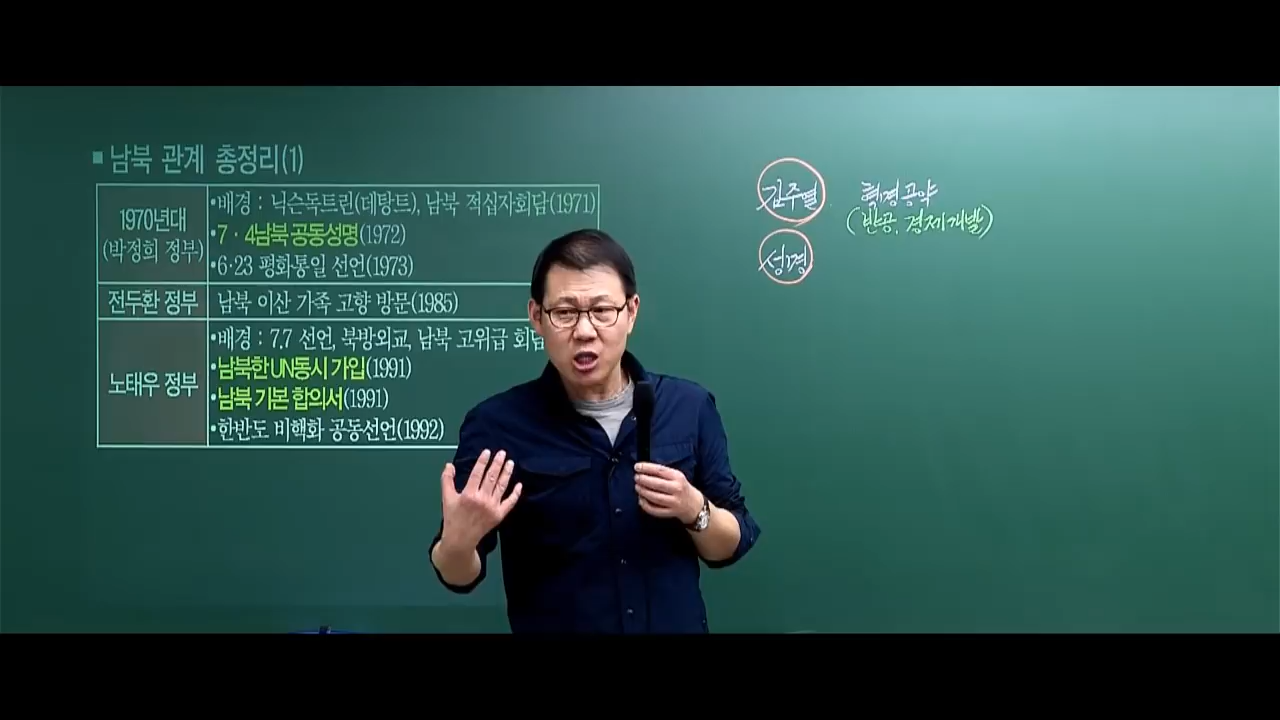 ▪남북 관계 총정리(1)
1970년대
(박정희 정부)
•배경 : 닉슨독트린(데탕트), 남북 적십자회담(1971)
•7·4남북 공동성명(1972)
•6·23 평화통일 선언(1973)
전두환 정부
남북 이산 가족 고향 방문(1985)
노태우 정부
•배경 : 7.7 선언, 북방외교, 남북 고위급 회담
•남북한 UN동시 가입(1991)
•남북 기본 합의서(1991)
•한반도 비핵화 공동선언(1992)
김주열
성경
혁명공약
(반공, 경제개발)